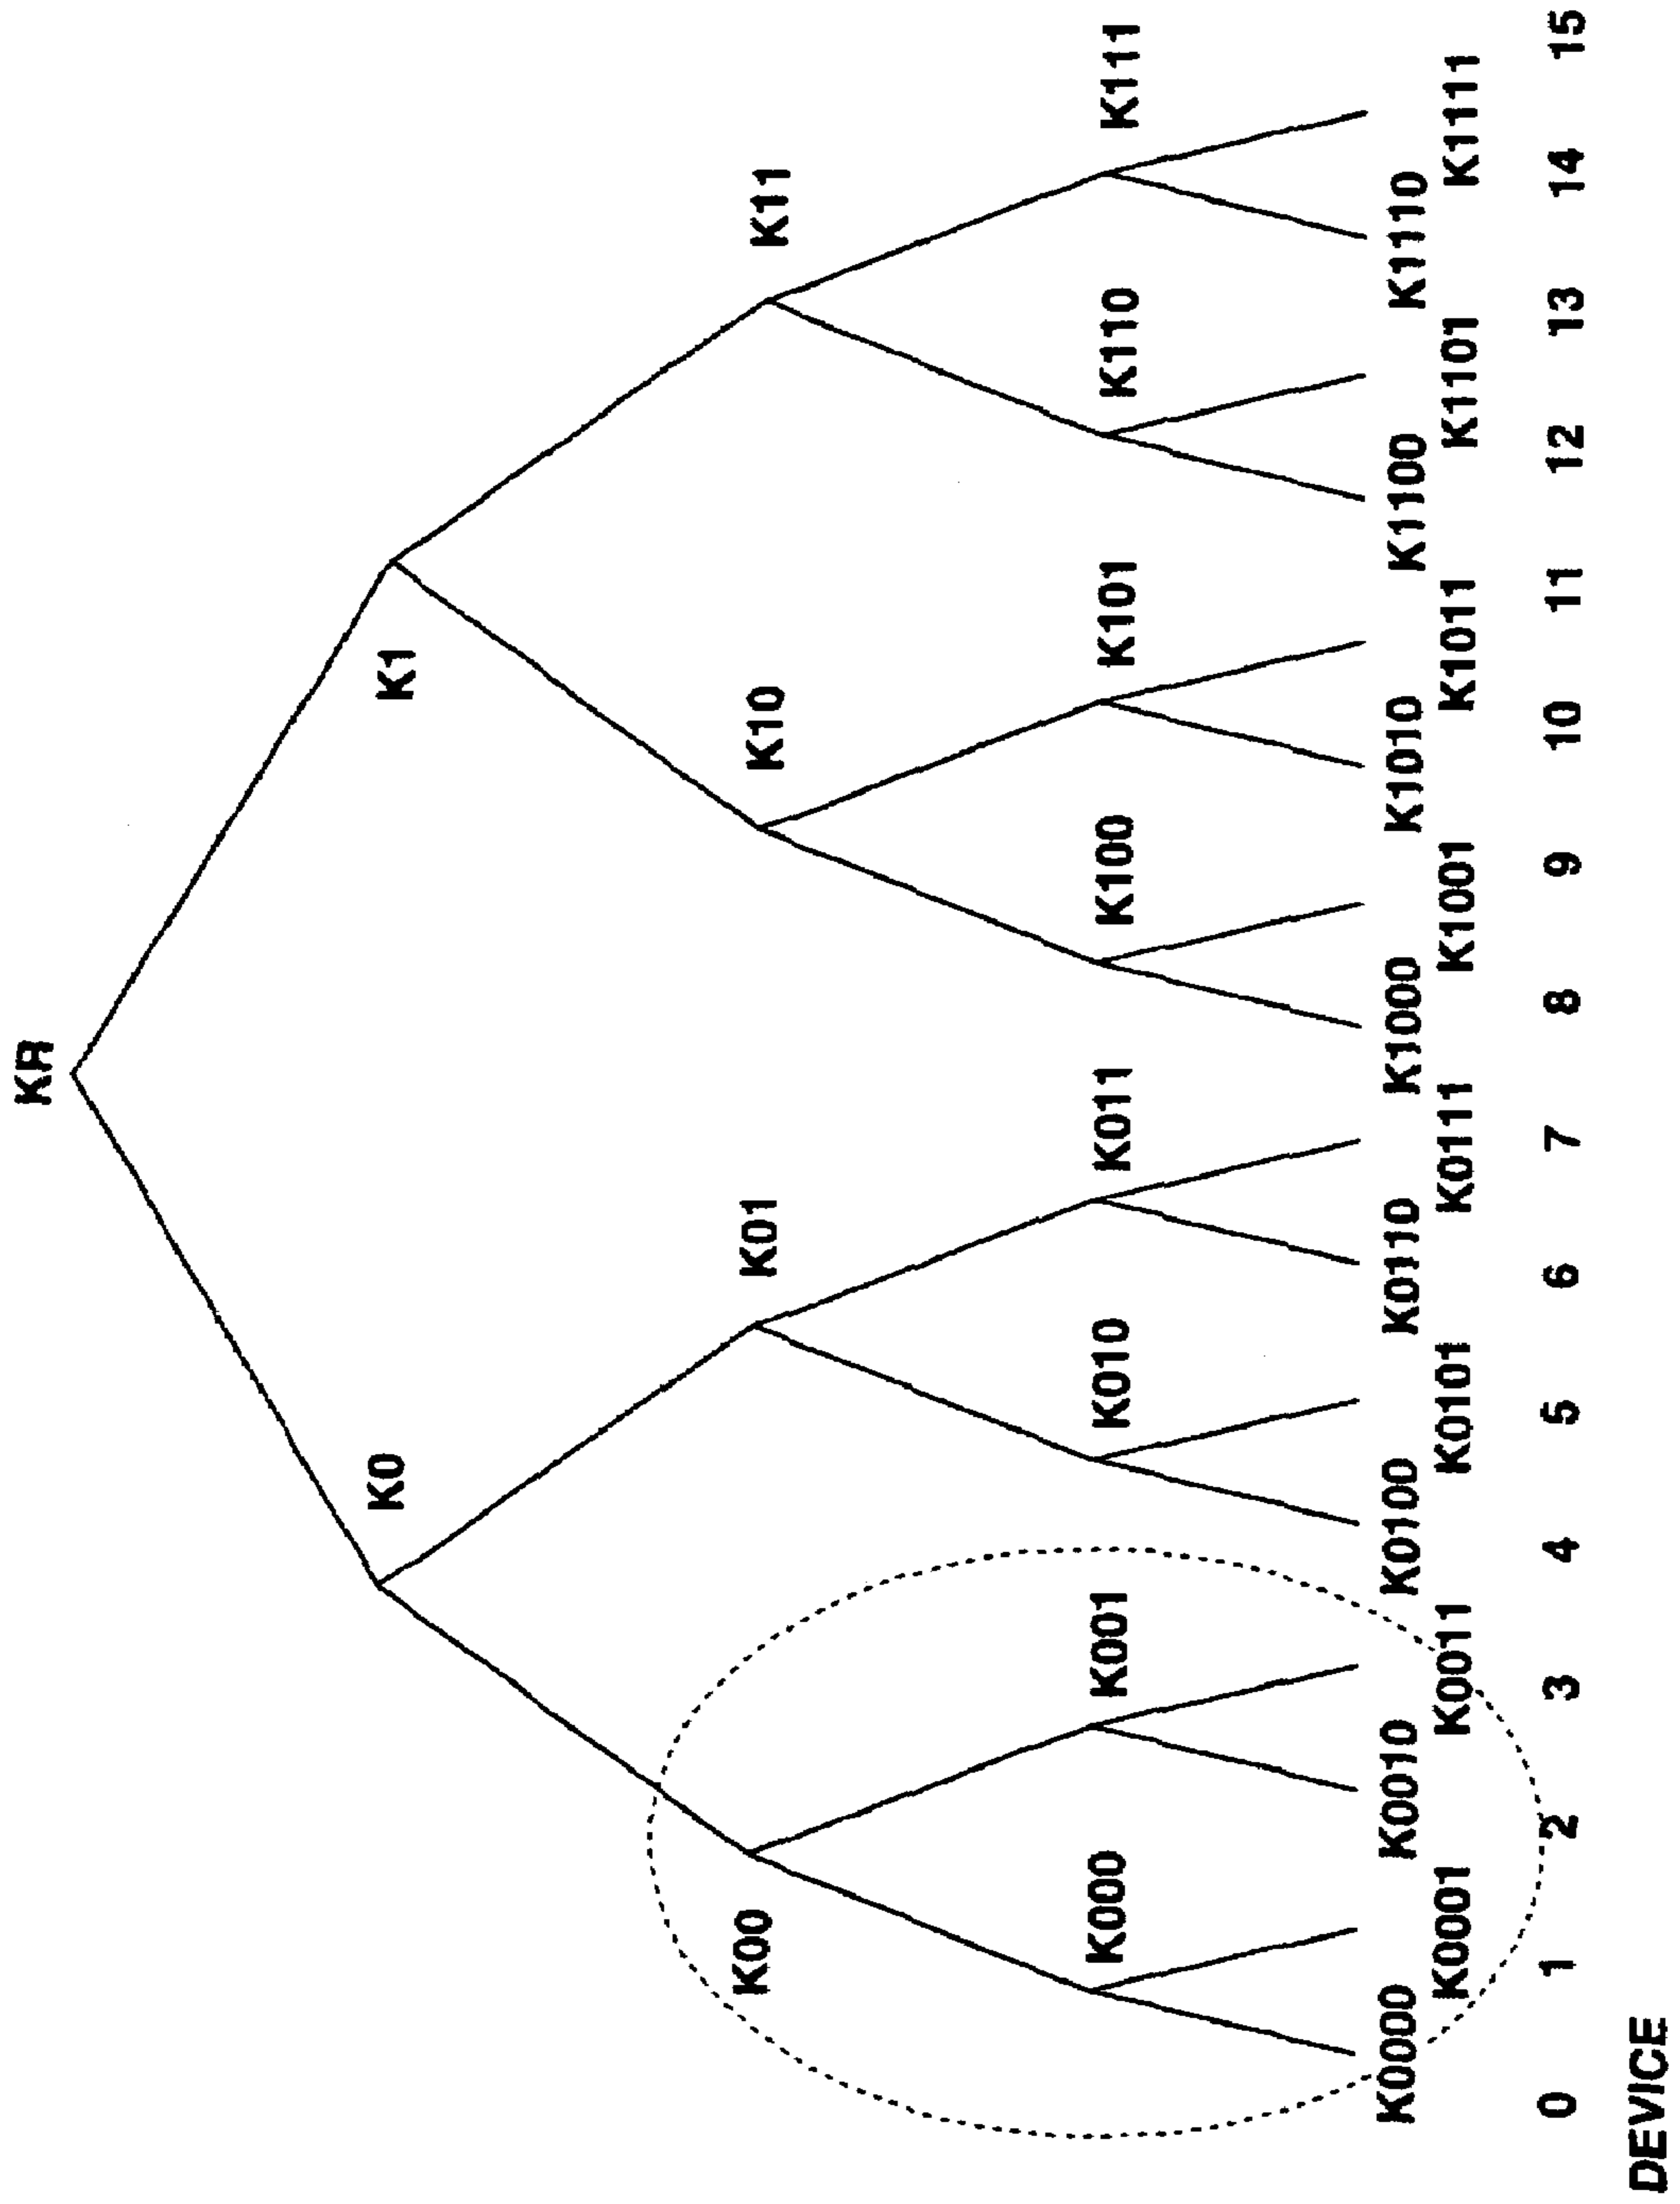 KR
K0 K1
K00 K01 K10 K11
K000 K001 K010 K011 K100 K101 K110 K111
K0000 K0010 K0100 K0110 K1000 K1010 K1100 K1110
K0001 K0011 K0101 K0111 K1001 K1011 K1101 K1111
0 1 2 3 4 5 6 7 8 9 10 11 12 13 14 15
DEVICE